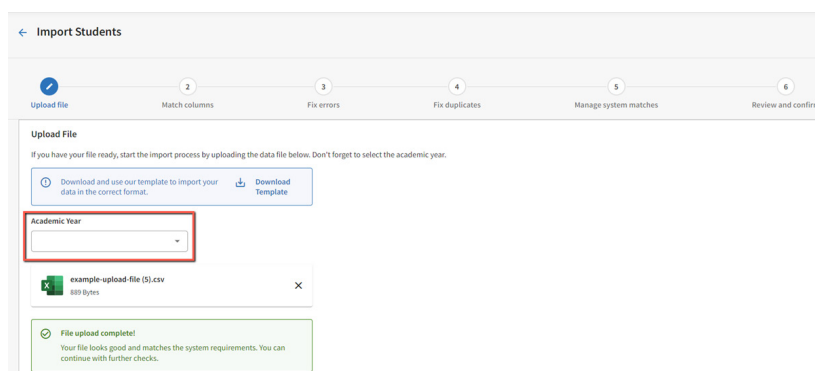 Import Students
2
3
4
5
6
Upload file
Match columns
Fix errors
Fix duplicates
Manage system matches
Review and confir
Upload File
If you have your file ready, start the import process by uploading the data file below. Don't forget to select the academic year.
Download and use our template to import your
data in the correct format.
Download
Template
Academic Year
example-upload-file (5).csv
889 Bytes
File upload complete!
Your file looks good and matches the system requirements. You can
continue with further checks.